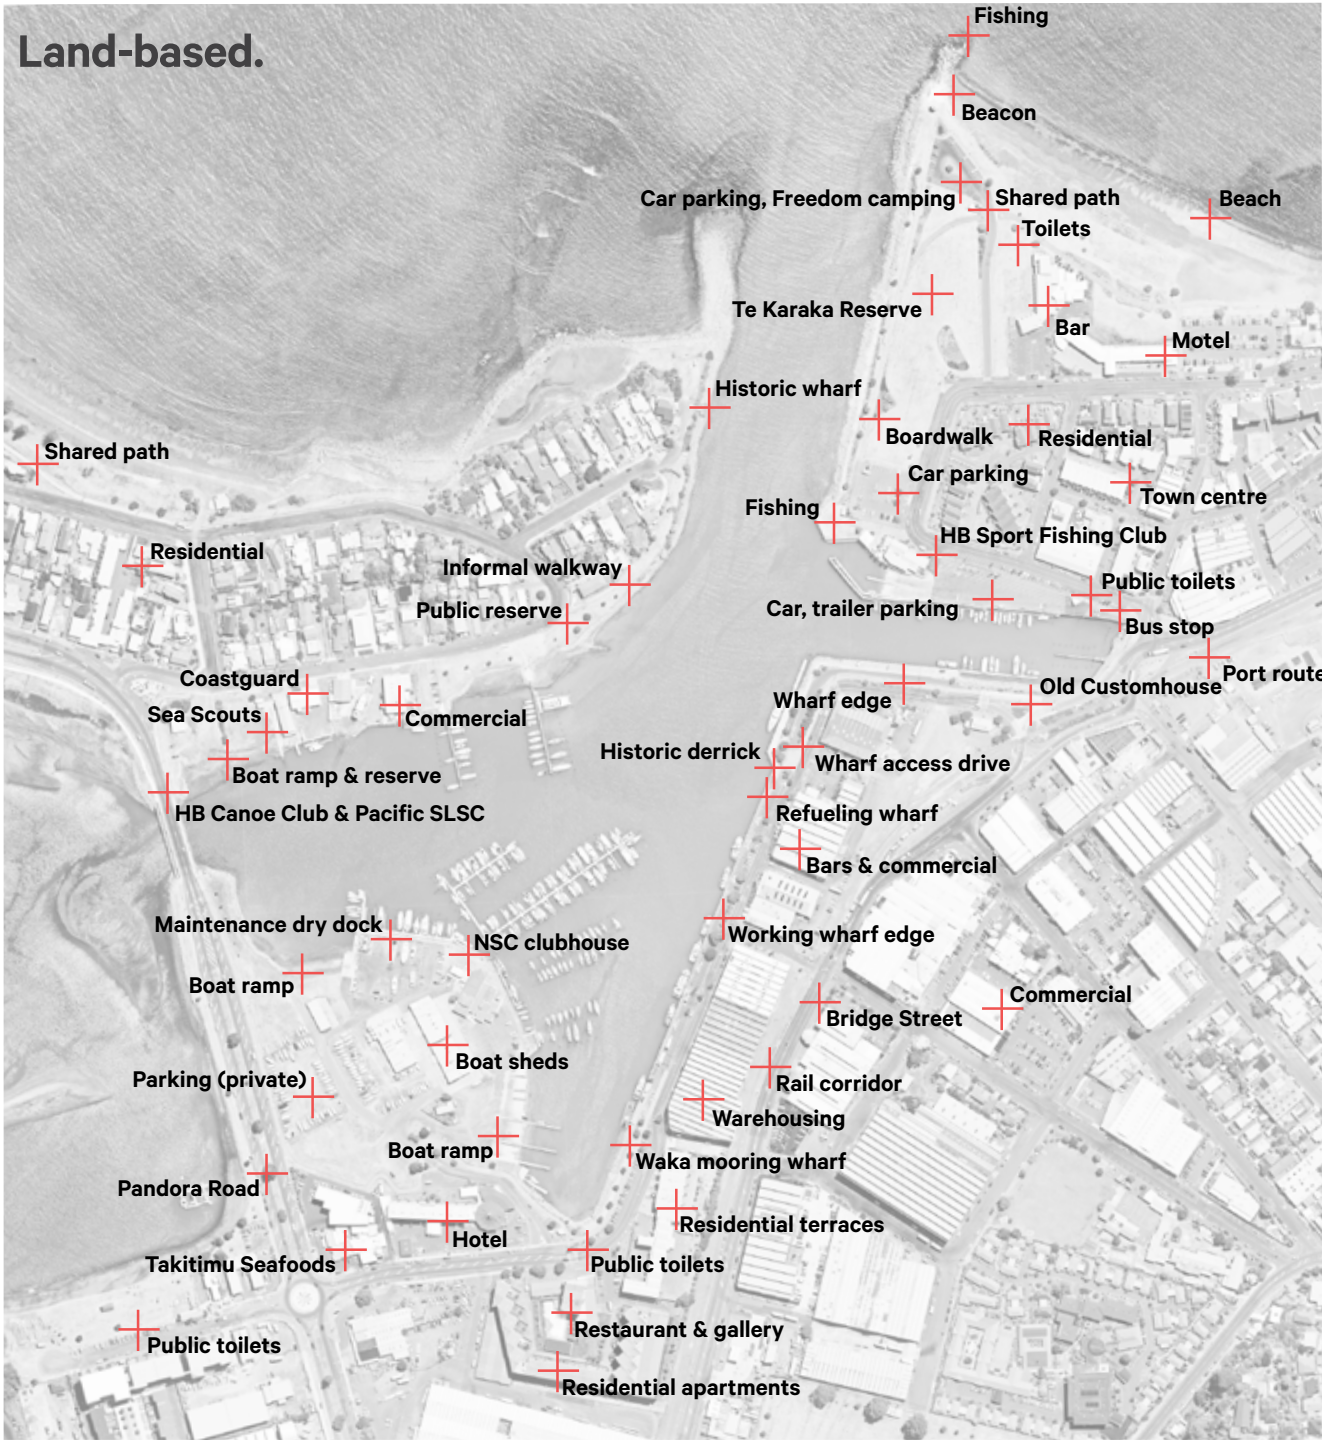 Land-based.
Fishing
Beacon
Car parking, Freedom camping
Shared path
Beach
Toilets
Te Karaka Reserve
Bar
Motel
Historic wharf
Boardwalk
Residential
Shared path
Car parking
Town centre
Fishing
HB Sport Fishing Club
Residential
Informal walkway
Public toilets
Public reserve
Car, trailer parking
Bus stop
Coastguard
Port route
Old Customhouse
Wharf edge
Sea Scouts
Commercial
Historic derrick
Wharf access drive
Boat ramp & reserve
HB Canoe Club & Pacific SLSC
Refueling wharf
Bars & commercial
Maintenance dry dock
Working wharf edge
NSC clubhouse
Boat ramp
Commercial
Bridge Street
Boat sheds
Parking (private)
Rail corridor
Warehousing
Boat ramp
Waka mooring wharf
Pandora Road
Residential terraces
Hotel
Takitimu Seafoods
Public toilets
Restaurant & gallery
Public toilets
Residential apartments